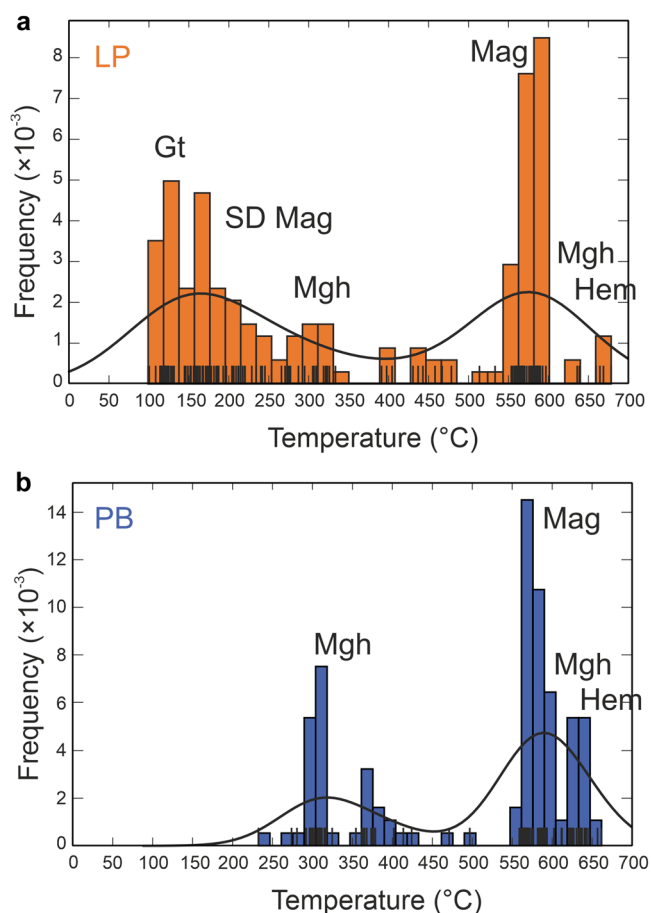 a
LP
Mag
Gt
SD Mag
Mgh
Mgh
Hem
Frequency (×10⁻³)
8
7
6
5
4
3
2
1
0
0 50 100 150 200 250 300 350 400 450 500 550 600 650 700
Temperature (°C)
b
PB
Mag
Mgh
Mgh
Hem
Frequency (×10⁻³)
14
12
10
8
6
4
2
0
0 50 100 150 200 250 300 350 400 450 500 550 600 650 700
Temperature (°C)